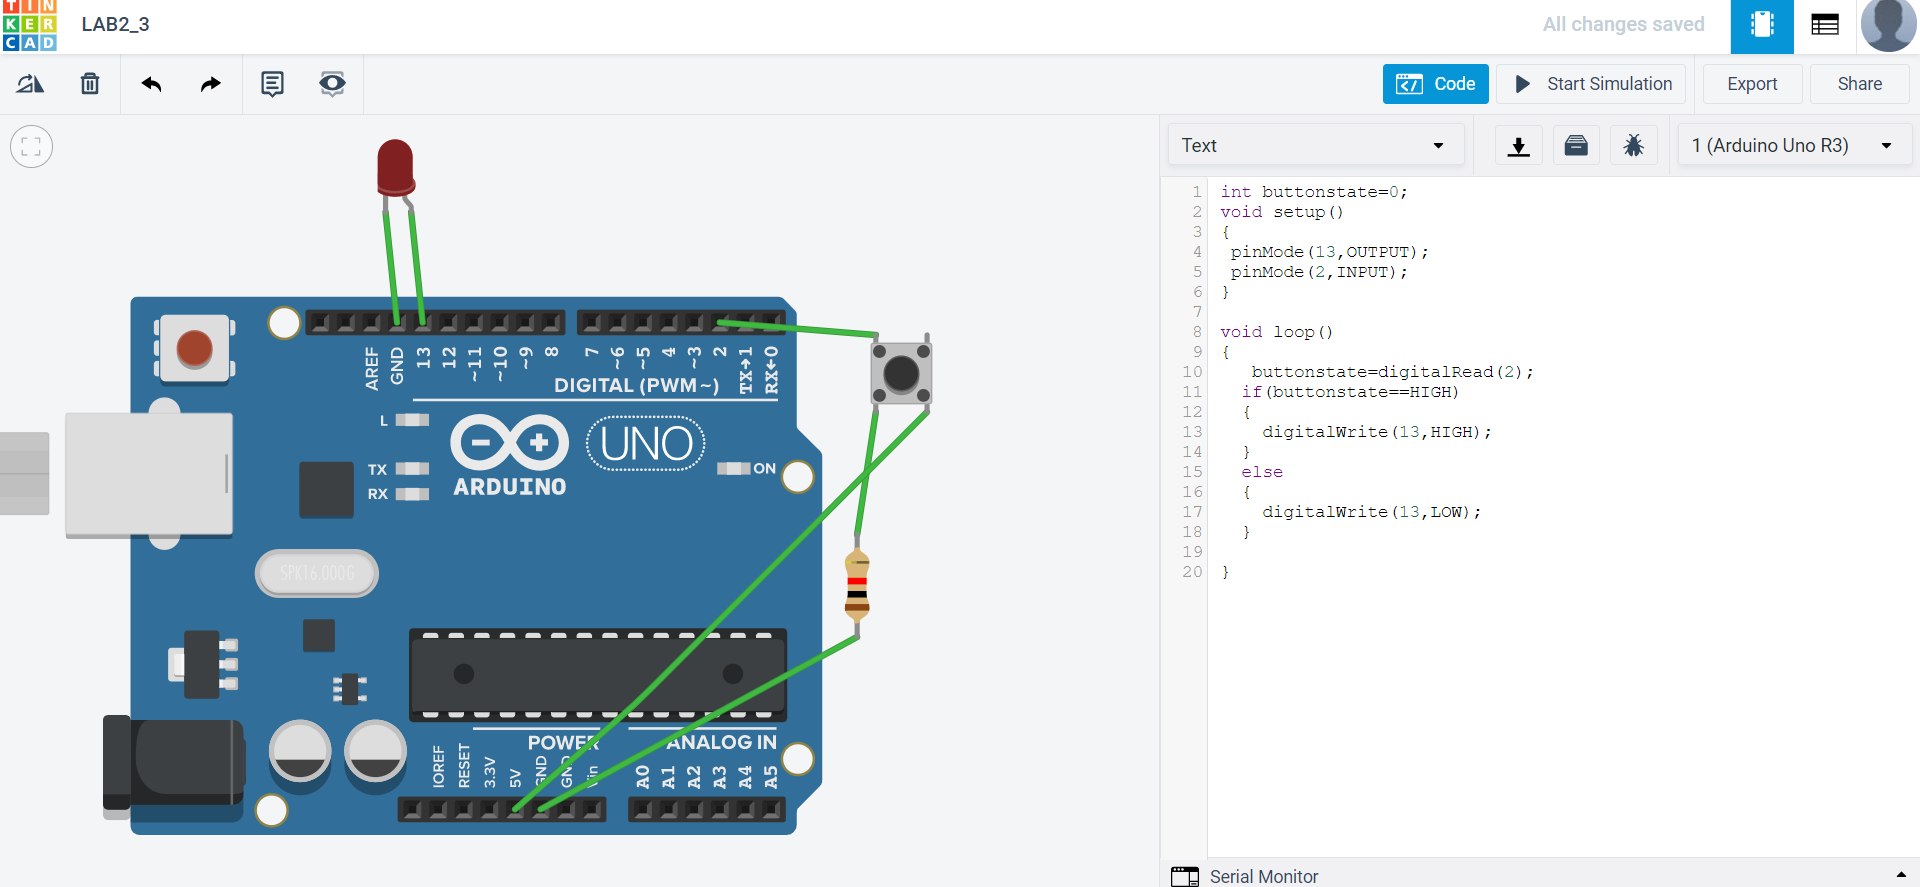 TIN
KER
CAD
LAB2_3
All changes saved
Code
Start Simulation
Export
Share
Text
1 (Arduino Uno R3)
AREF
GND
13
12
~11
~10
~9
8
7
~6
~5
4
~3
2
TX→1
RX←0
DIGITAL (PWM~)
L
TX
RX
UNO
ARDUINO
ON
SPK16.000G
POWER
ANALOG IN
IOREF
RESET
3.3V
5V
GND
GND
Vin
A0
A1
A2
A3
A4
A5
1 int buttonstate=0;
2 void setup()
3 {
4 pinMode(13,OUTPUT);
5 pinMode(2,INPUT);
6 }
7
8 void loop()
9 {
10 buttonstate=digitalRead(2);
11 if(buttonstate==HIGH)
12 {
13 digitalWrite(13,HIGH);
14 }
15 else
16 {
17 digitalWrite(13,LOW);
18 }
19
20 }
Serial Monitor